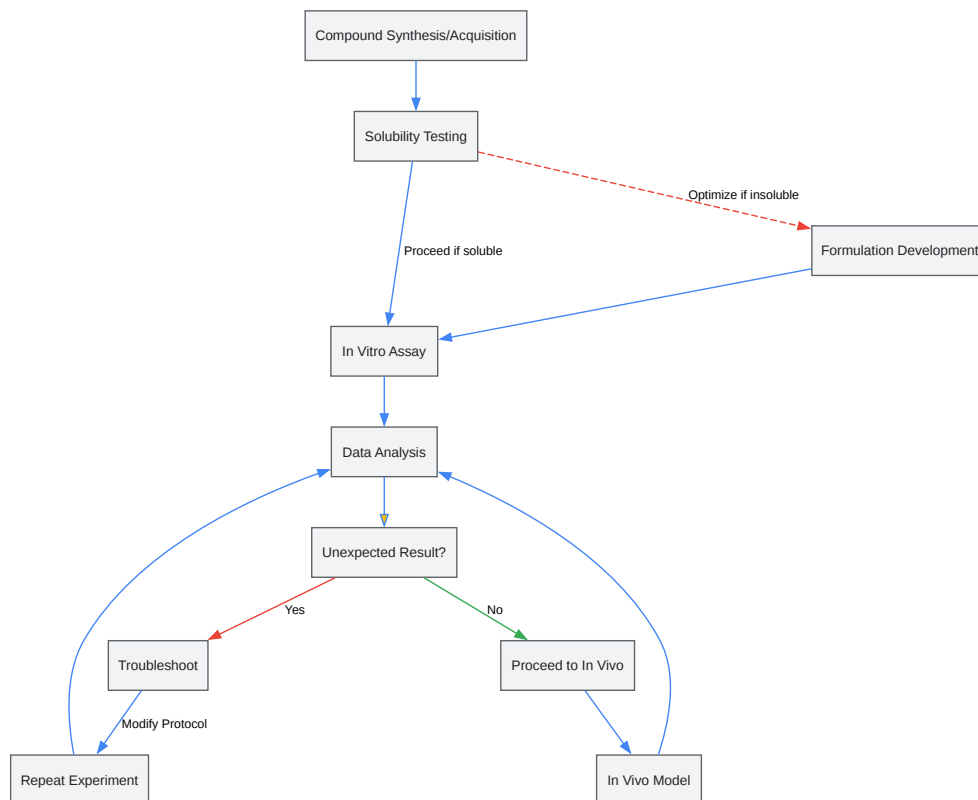 Compound Synthesis/Acquisition
Solubility Testing
Optimize if insoluble
Proceed if soluble
Formulation Development
In Vitro Assay
Data Analysis
Unexpected Result?
Yes
No
Troubleshoot
Proceed to In Vivo
Modify Protocol
Repeat Experiment
In Vivo Model